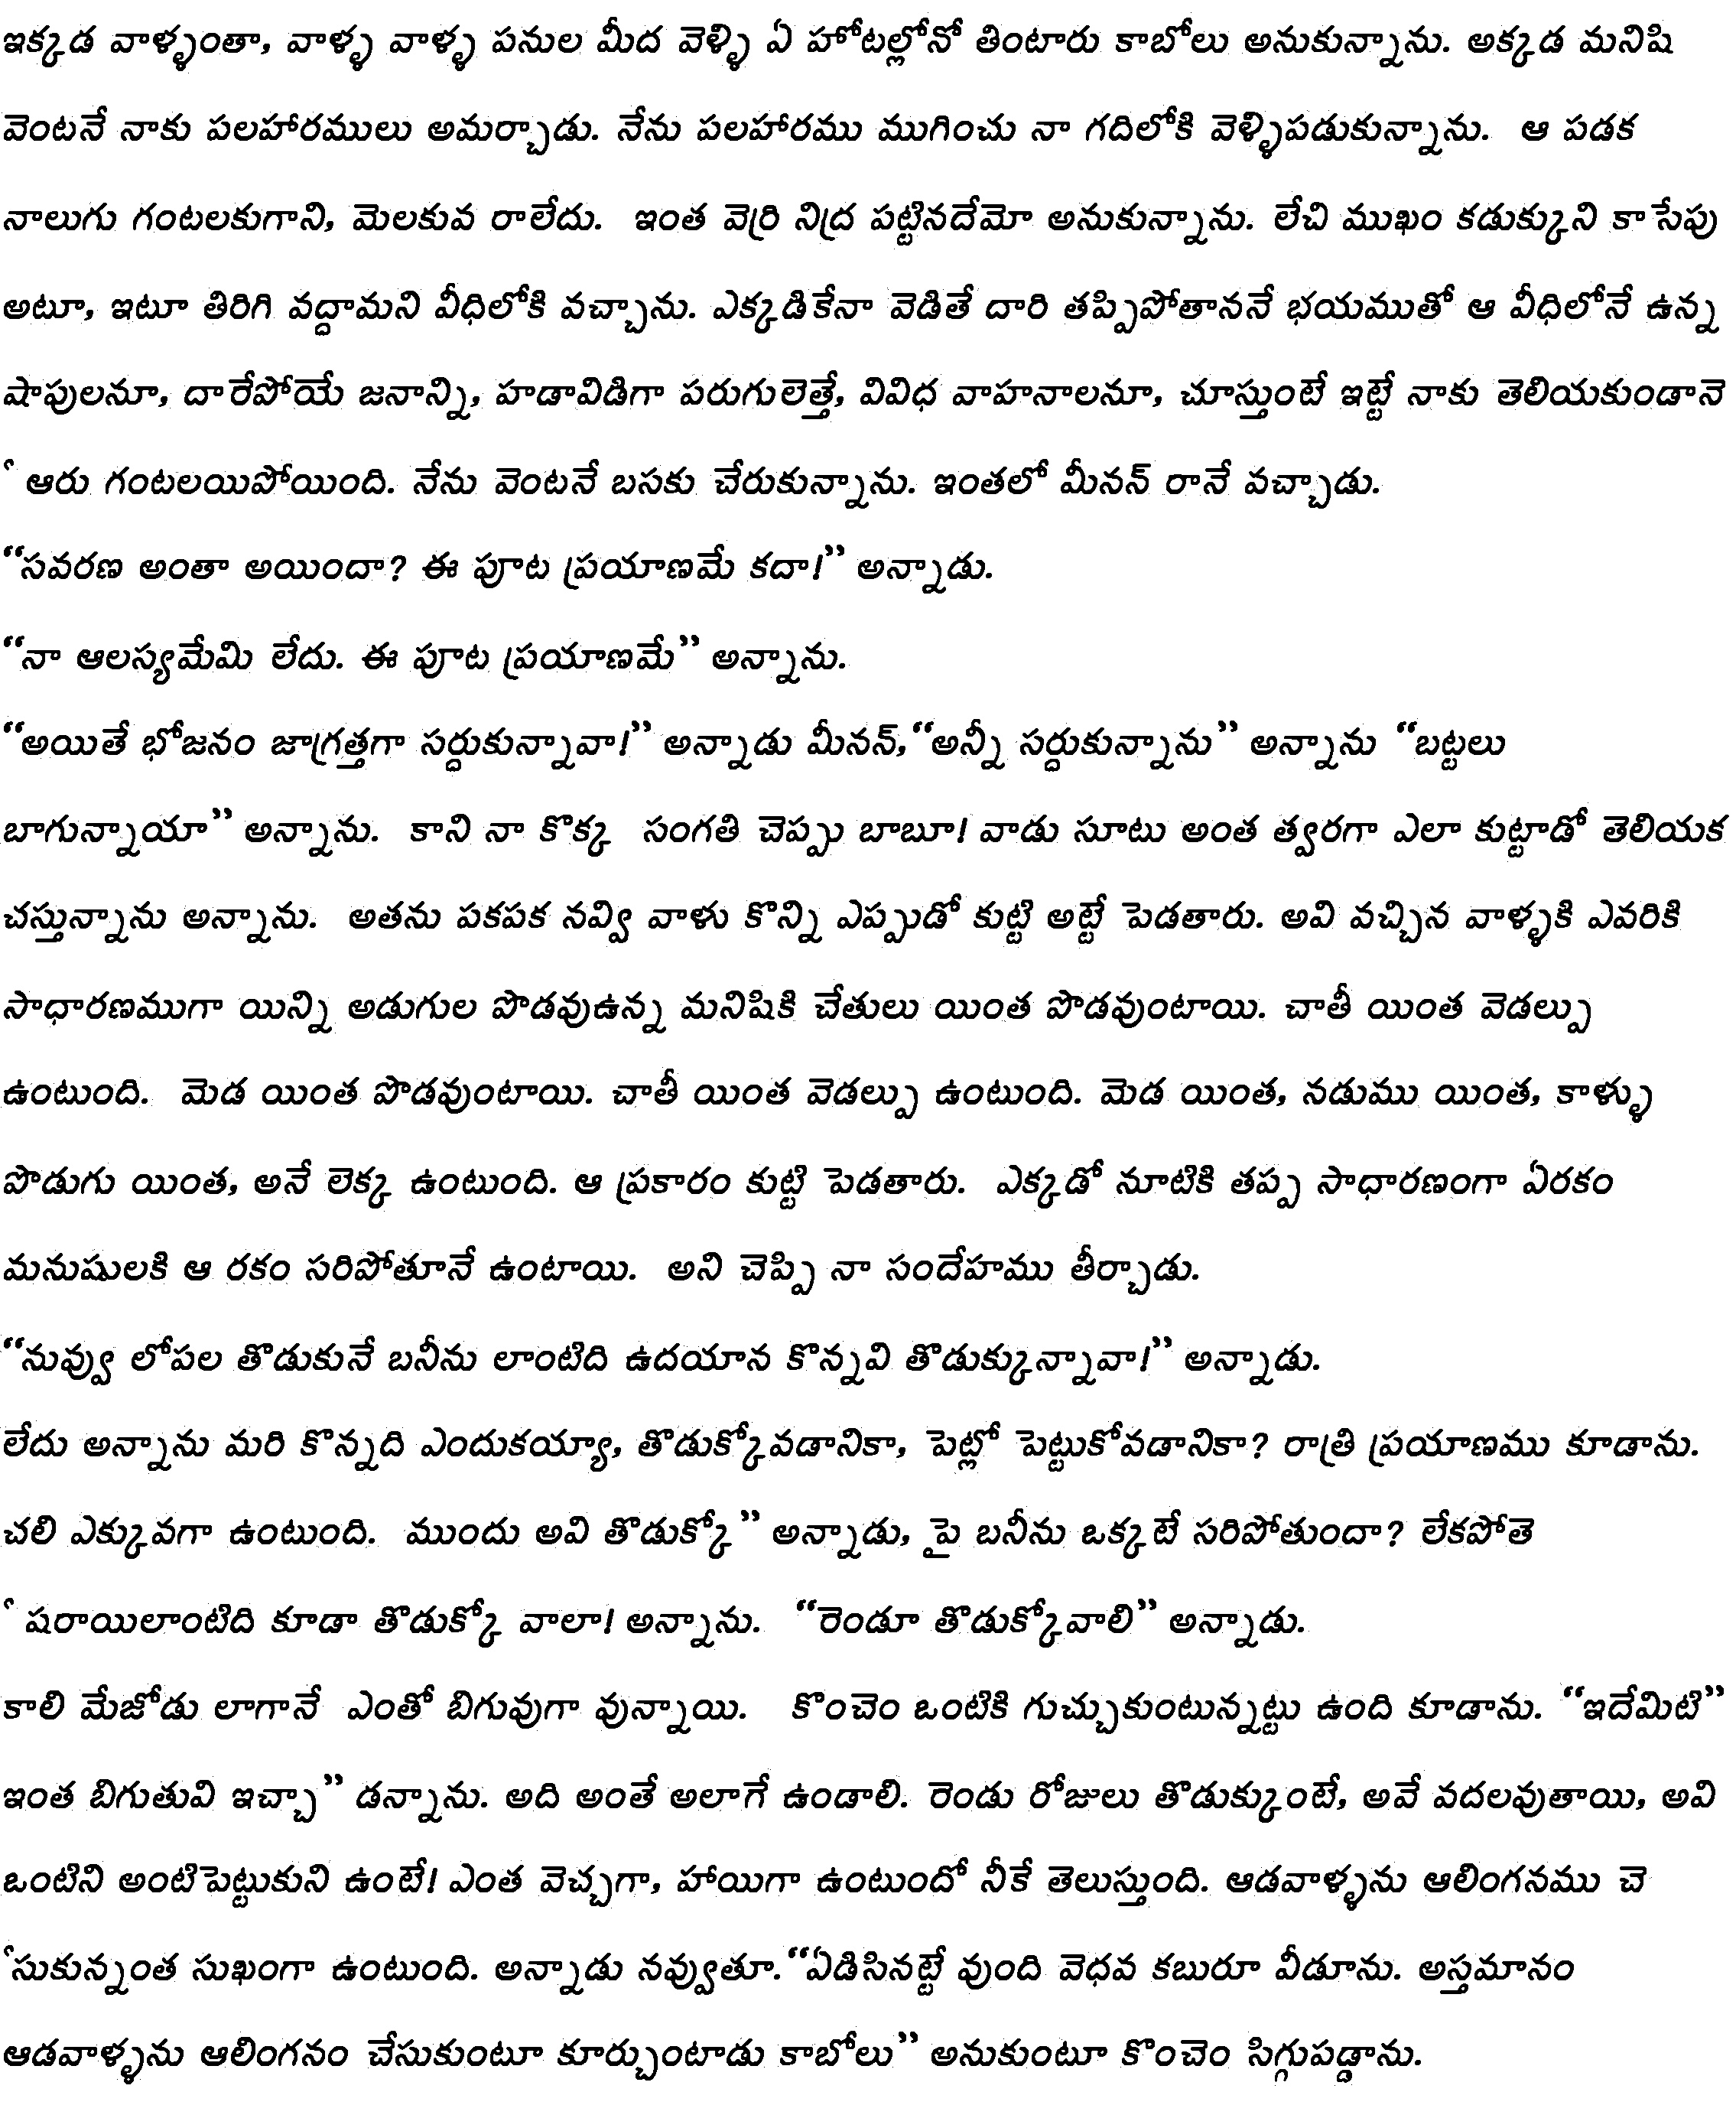 ఇక్కడ వాళ్ళంతా, వాళ్ళ వాళ్ళ పనుల మీద వెళ్ళి ఏ హోటల్లోనో తింటారు కాబోలు అనుకున్నాను. అక్కడ మనిషి
వెంటనే నాకు పలహారములు అమర్చాడు. నేను పలహారము ముగించు నా గదిలోకి వెళ్ళిపడుకున్నాను. ఆ పడక
నాలుగు గంటలకుగాని, మెలకువ రాలేదు. ఇంత వెర్రి నిద్ర పట్టినదేమో అనుకున్నాను. లేచి ముఖం కడుక్కుని కాసేపు
అటూ, ఇటూ తిరిగి వద్దామని వీధిలోకి వచ్చాను. ఎక్కడికేనా వెడితే దారి తప్పిపోతాననే భయముతో ఆ వీధిలోనే ఉన్న
షాపులనూ, దారేపోయే జనాన్ని, హడావిడిగా పరుగులెత్తే, వివిధ వాహనాలనూ, చూస్తుంటే ఇట్టే నాకు తెలియకుండానె
ే ఆరు గంటలయిపోయింది. నేను వెంటనే బసకు చేరుకున్నాను. ఇంతలో మీనన్ రానే వచ్చాడు.
“సవరణ అంతా అయిందా? ఈ పూట ప్రయాణమే కదా!” అన్నాడు.
“నా ఆలస్యమేమి లేదు. ఈ పూట ప్రయాణమే” అన్నాను.
“అయితే భోజనం జాగ్రత్తగా సర్దుకున్నావా!” అన్నాడు మీనన్,“అన్నీ సర్దుకున్నాను” అన్నాను “బట్టలు
బాగున్నాయా” అన్నాను. కాని నా కొక్క సంగతి చెప్పు బాబూ! వాడు సూటు అంత త్వరగా ఎలా కుట్టాడో తెలియక
చస్తున్నాను అన్నాను. అతను పకపక నవ్వి వాళు కొన్ని ఎప్పుడో కుట్టి అట్టే పెడతారు. అవి వచ్చిన వాళ్ళకి ఎవరికి
సాధారణముగా యిన్ని అడుగుల పొడవుఉన్న మనిషికి చేతులు యింత పొడవుంటాయి. చాతీ యింత వెడల్పు
ఉంటుంది. మెడ యింత పొడవుంటాయి. చాతీ యింత వెడల్పు ఉంటుంది. మెడ యింత, నడుము యింత, కాళ్ళు
పొడుగు యింత, అనే లెక్క ఉంటుంది. ఆ ప్రకారం కుట్టి పెడతారు. ఎక్కడో నూటికి తప్ప సాధారణంగా ఏరకం
మనుషులకి ఆ రకం సరిపోతూనే ఉంటాయి. అని చెప్పి నా సందేహము తీర్చాడు.
“నువ్వు లోపల తొడుకునే బనీను లాంటిది ఉదయాన కొన్నవి తొడుక్కున్నావా!” అన్నాడు.
లేదు అన్నాను మరి కొన్నది ఎందుకయ్యా, తొడుక్కోవడానికా, పెట్లో పెట్టుకోవడానికా? రాత్రి ప్రయాణము కూడాను.
చలి ఎక్కువగా ఉంటుంది. ముందు అవి తొడుక్కో” అన్నాడు, పై బనీను ఒక్కటే సరిపోతుందా? లేకపోతె
ే షరాయిలాంటిది కూడా తొడుక్కో వాలా! అన్నాను. “రెండూ తొడుక్కోవాలి” అన్నాడు.
కాలి మేజోడు లాగానే ఎంతో బిగువుగా వున్నాయి. కొంచెం ఒంటికి గుచ్చుకుంటున్నట్టు ఉంది కూడాను. “ఇదేమిటి”
ఇంత బిగుతువి ఇచ్చా” డన్నాను. అది అంతే అలాగే ఉండాలి. రెండు రోజులు తొడుక్కుంటే, అవే వదలవుతాయి, అవి
ఒంటిని అంటిపెట్టుకుని ఉంటే! ఎంత వెచ్చగా, హాయిగా ఉంటుందో నీకే తెలుస్తుంది. ఆడవాళ్ళను ఆలింగనము చె
ేసుకున్నంత సుఖంగా ఉంటుంది. అన్నాడు నవ్వుతూ.“ఏడిసినట్టే వుంది వెధవ కబురూ వీడూను. అస్తమానం
ఆడవాళ్ళను ఆలింగనం చేసుకుంటూ కూర్చుంటాడు కాబోలు” అనుకుంటూ కొంచెం సిగ్గుపడ్డాను.